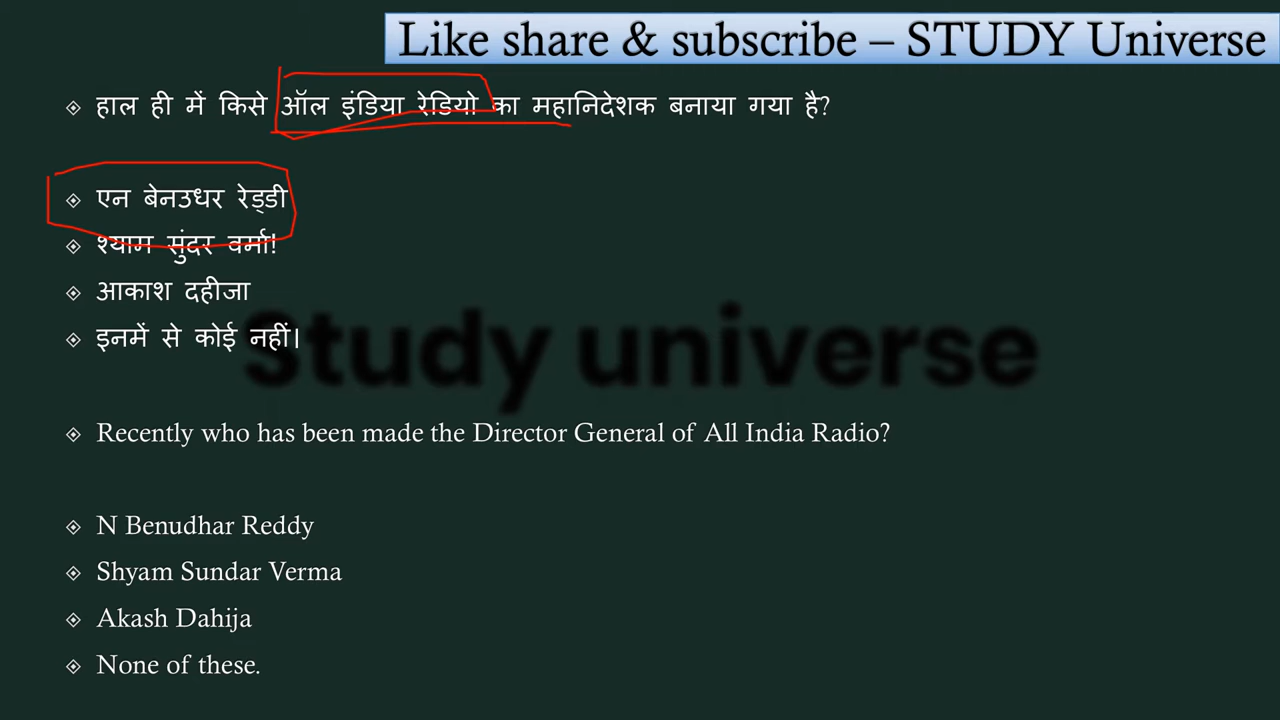 Like share & subscribe – STUDY Universe
हाल ही में किसे ऑल इंडिया रेडियो का महानिदेशक बनाया गया है?
एन बेनउधर रेड्डी
श्याम सुंदर वर्मा!
आकाश दहीजा
इनमें से कोई नहीं।
Study universe
Recently who has been made the Director General of All India Radio?
N Benudhar Reddy
Shyam Sundar Verma
Akash Dahija
None of these.